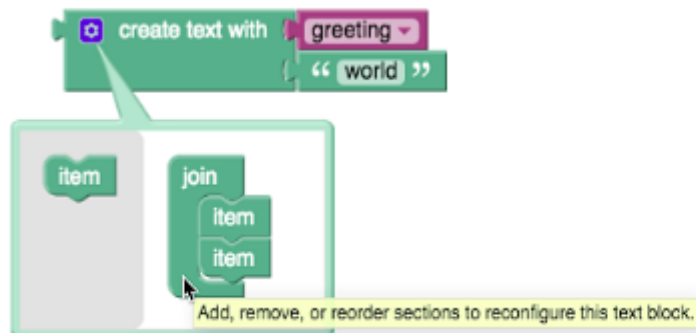 create text with greeting
“ world ”
item
join
item
item
Add, remove, or reorder sections to reconfigure this text block.